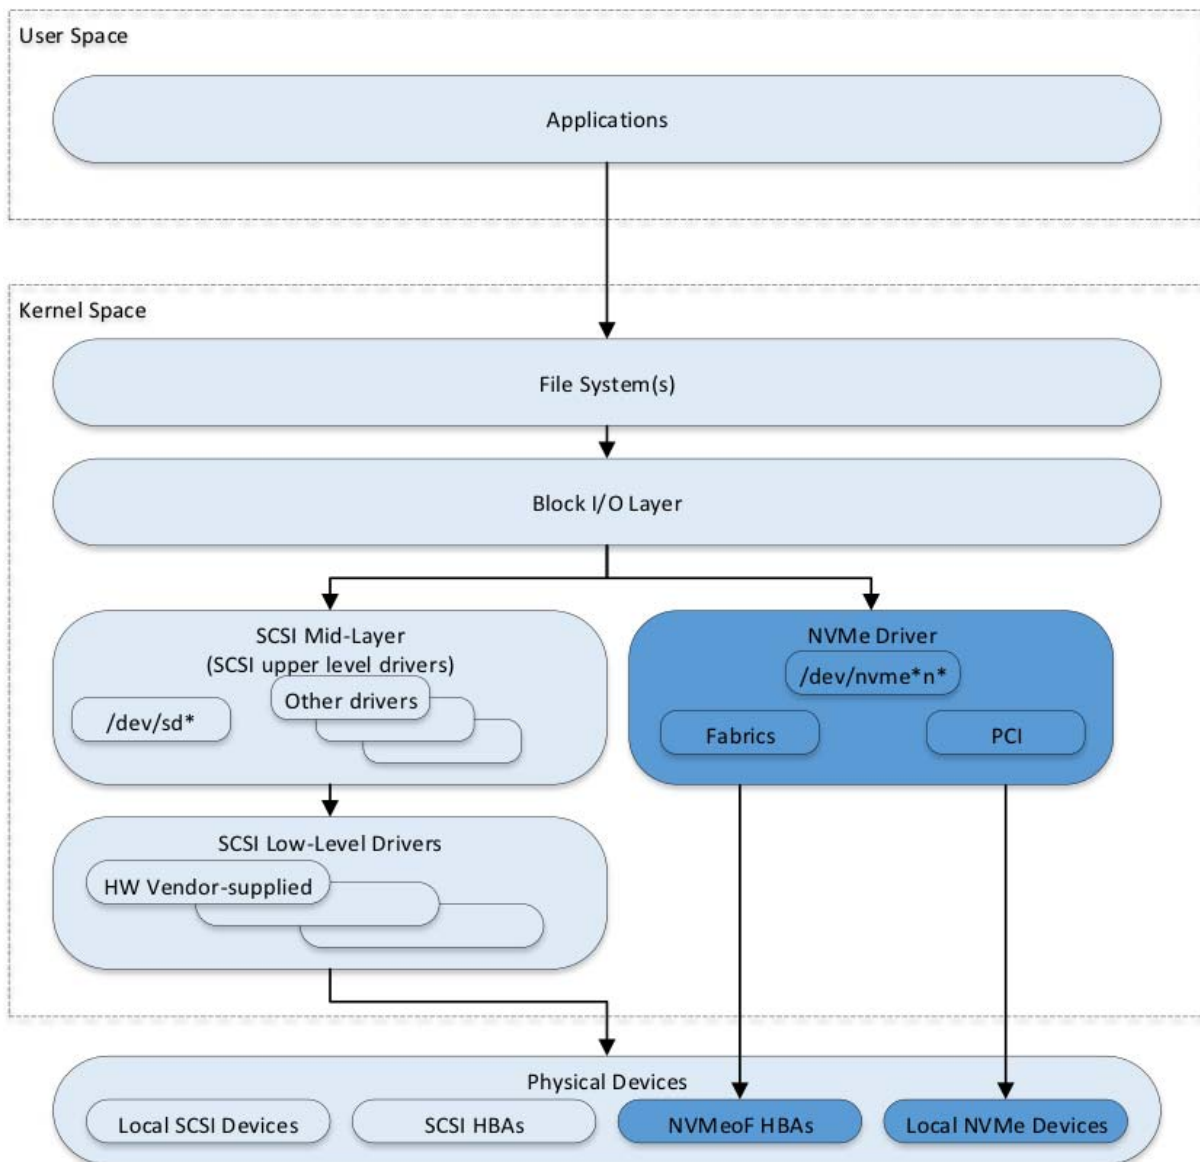 User Space
Applications
Kernel Space
File System(s)
Block I/O Layer
SCSI Mid-Layer
(SCSI upper level drivers)
Other drivers
/dev/sd*
NVMe Driver
/dev/nvme*n*
Fabrics
PCI
SCSI Low-Level Drivers
HW Vendor-supplied
Physical Devices
Local SCSI Devices
SCSI HBAs
NVMeoF HBAs
Local NVMe Devices